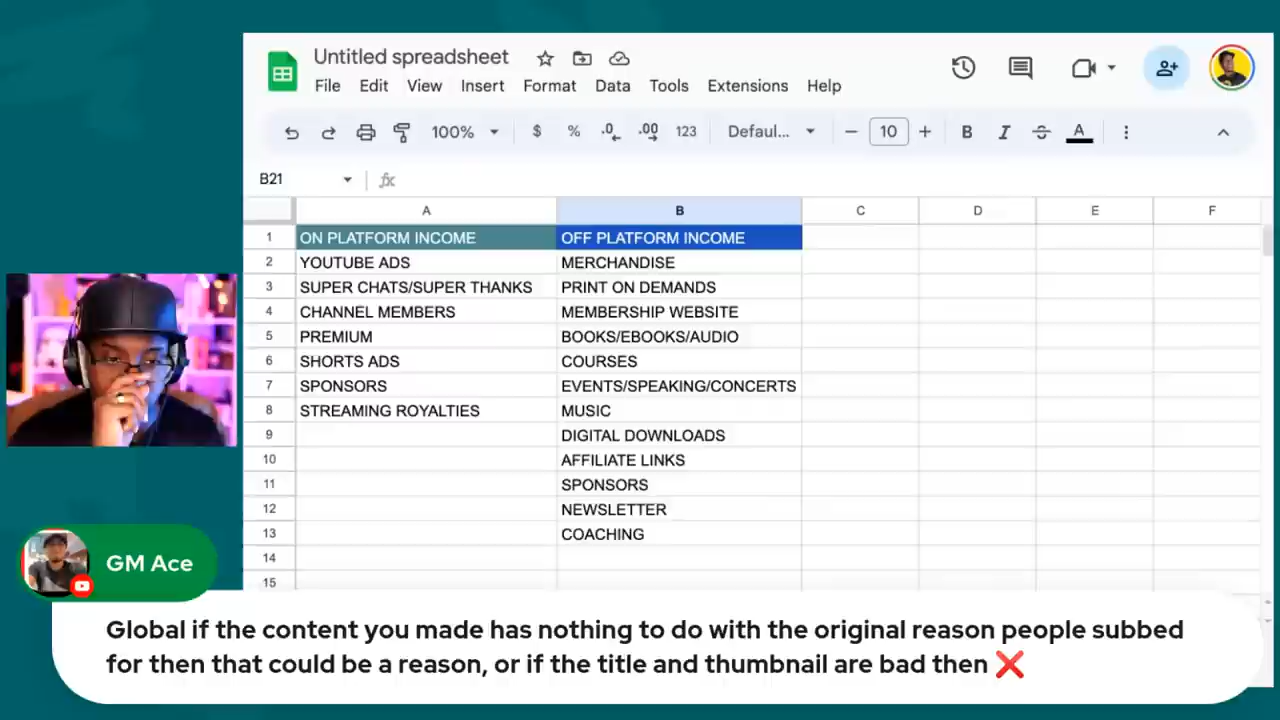 Untitled spreadsheet
File Edit View Insert Format Data Tools Extensions Help
100% $ % .0 .00 123 Defaul... 10 B I A
B21 fx
A B C D E F
1 ON PLATFORM INCOME OFF PLATFORM INCOME
2 YOUTUBE ADS MERCHANDISE
3 SUPER CHATS/SUPER THANKS PRINT ON DEMANDS
4 CHANNEL MEMBERS MEMBERSHIP WEBSITE
5 PREMIUM BOOKS/EBOOKS/AUDIO
6 SHORTS ADS COURSES
7 SPONSORS EVENTS/SPEAKING/CONCERTS
8 STREAMING ROYALTIES MUSIC
9 DIGITAL DOWNLOADS
10 AFFILIATE LINKS
11 SPONSORS
12 NEWSLETTER
13 COACHING
14
15
GM Ace
Global if the content you made has nothing to do with the original reason people subbed
for then that could be a reason, or if the title and thumbnail are bad then ❌